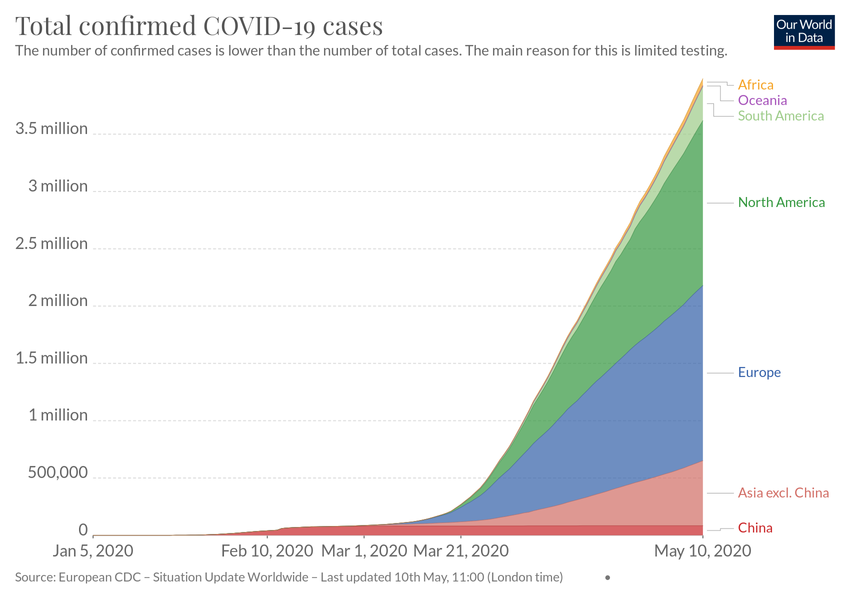 Total confirmed COVID-19 cases
Our World
in Data
The number of confirmed cases is lower than the number of total cases. The main reason for this is limited testing.
Africa
Oceania
South America
3.5 million
3 million
North America
2.5 million
2 million
1.5 million
Europe
1 million
500,000
Asia excl. China
China
0
Jan 5, 2020 Feb 10, 2020 Mar 1, 2020 Mar 21, 2020 May 10, 2020
Source: European CDC – Situation Update Worldwide – Last updated 10th May, 11:00 (London time) •